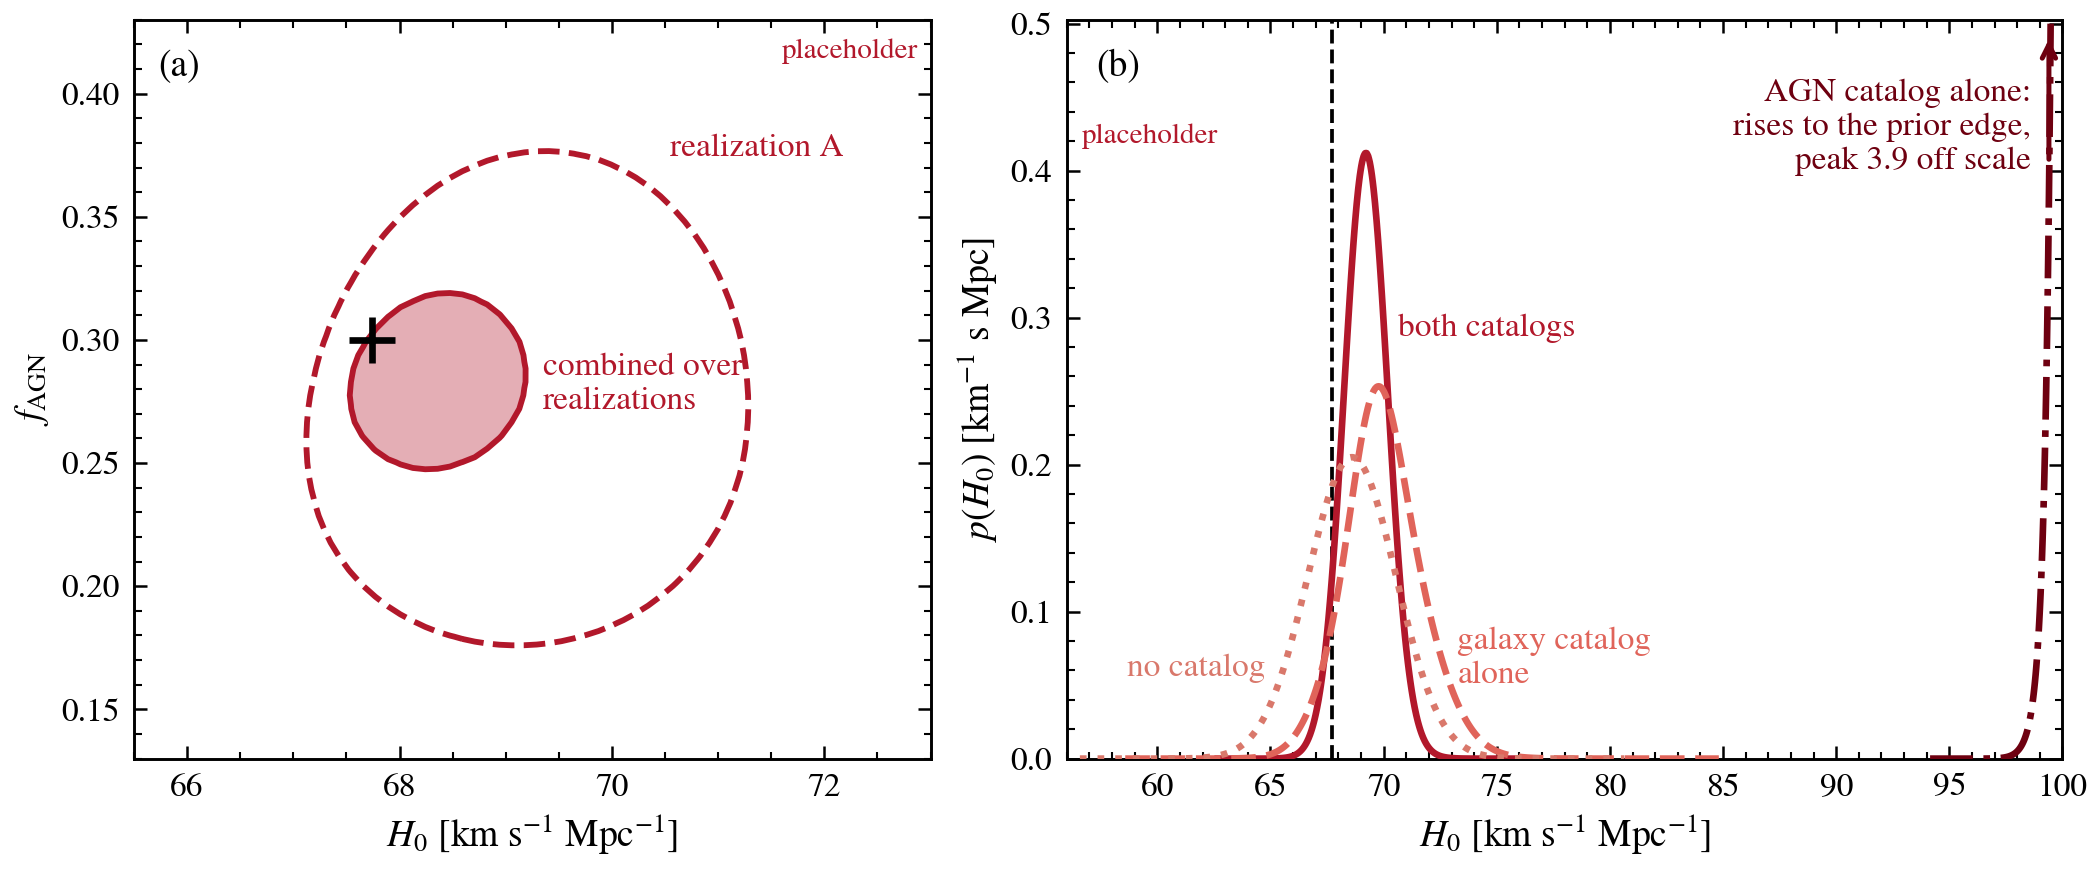 (a)
placeholder
realization A
combined over
realizations
0.40
0.35
0.30
0.25
0.20
0.15
f_AGN
66 68 70 72
H₀ [km s⁻¹ Mpc⁻¹]
(b)
AGN catalog alone:
rises to the prior edge,
peak 3.9 off scale
placeholder
both catalogs
galaxy catalog
alone
no catalog
0.5
0.4
0.3
0.2
0.1
0.0
p(H₀) [km⁻¹ s Mpc]
60 65 70 75 80 85 90 95 100
H₀ [km s⁻¹ Mpc⁻¹]